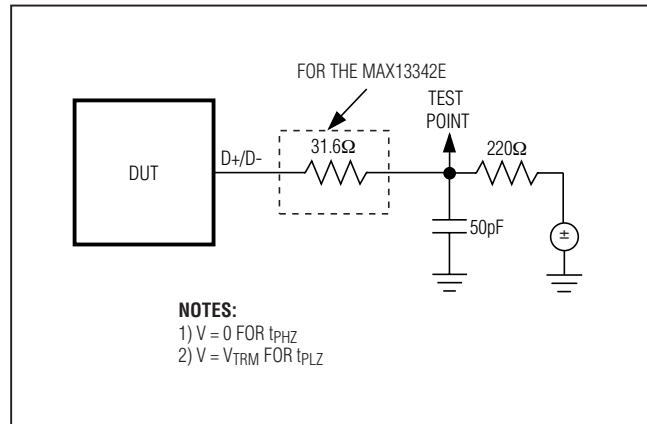 FOR THE MAX13342E
TEST
POINT
31.6Ω
220Ω
D+/D-
DUT
50pF
±
NOTES:
1) V = 0 FOR tPHZ
2) V = VTRM FOR tPLZ